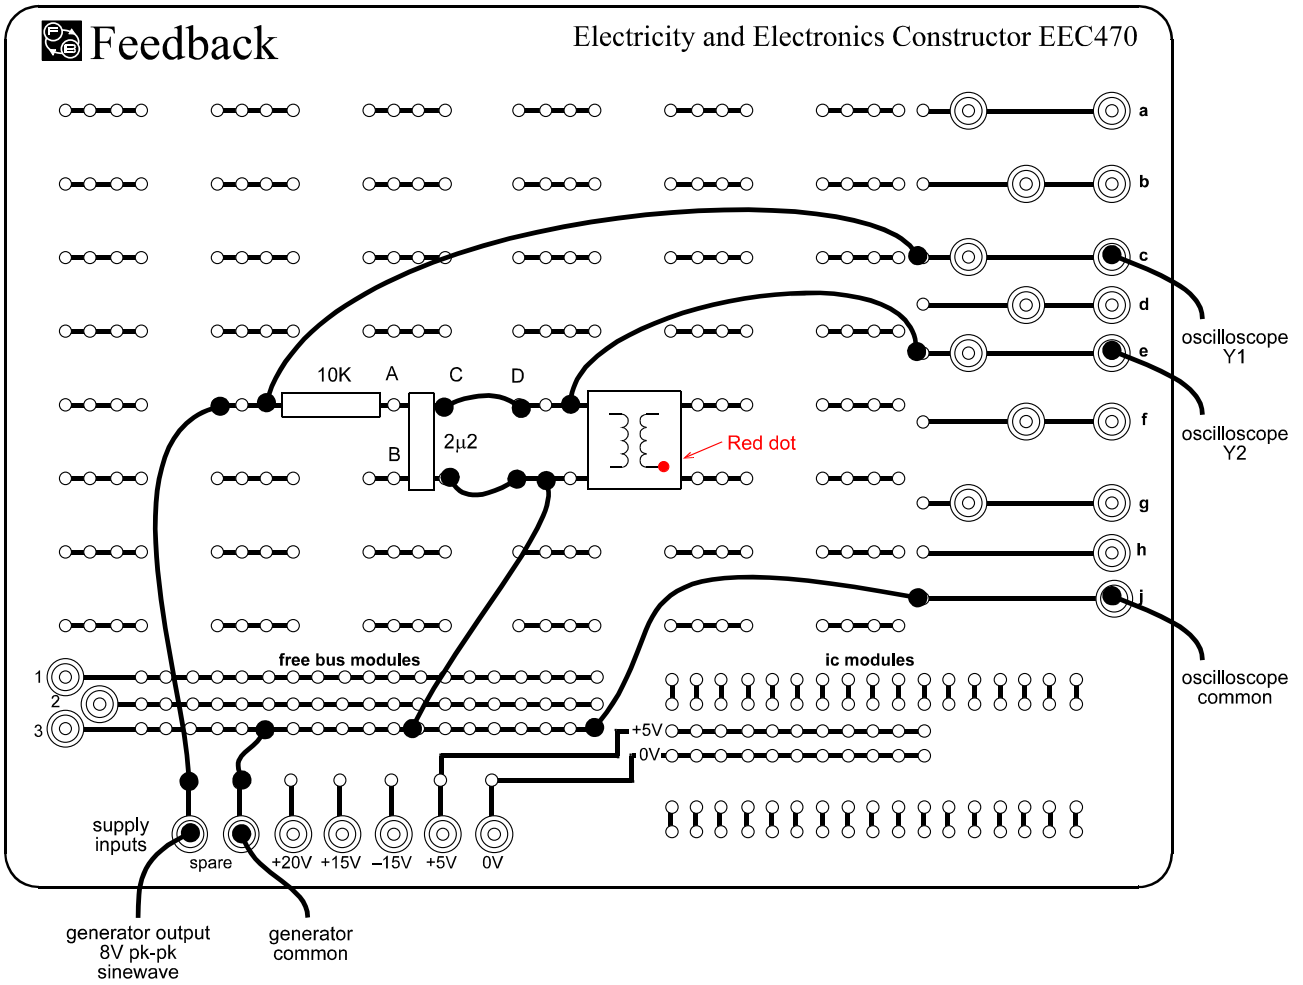 Feedback
Electricity and Electronics Constructor EEC470
a
b
c
d
oscilloscope
Y1
e
10K A C D
f
oscilloscope
Y2
B 2µ2
Red dot
g
h
j
free bus modules
ic modules
1
2
3
oscilloscope
common
+5V
0V
supply
inputs
spare
+20V +15V –15V +5V 0V
generator output
8V pk-pk
sinewave
generator
common